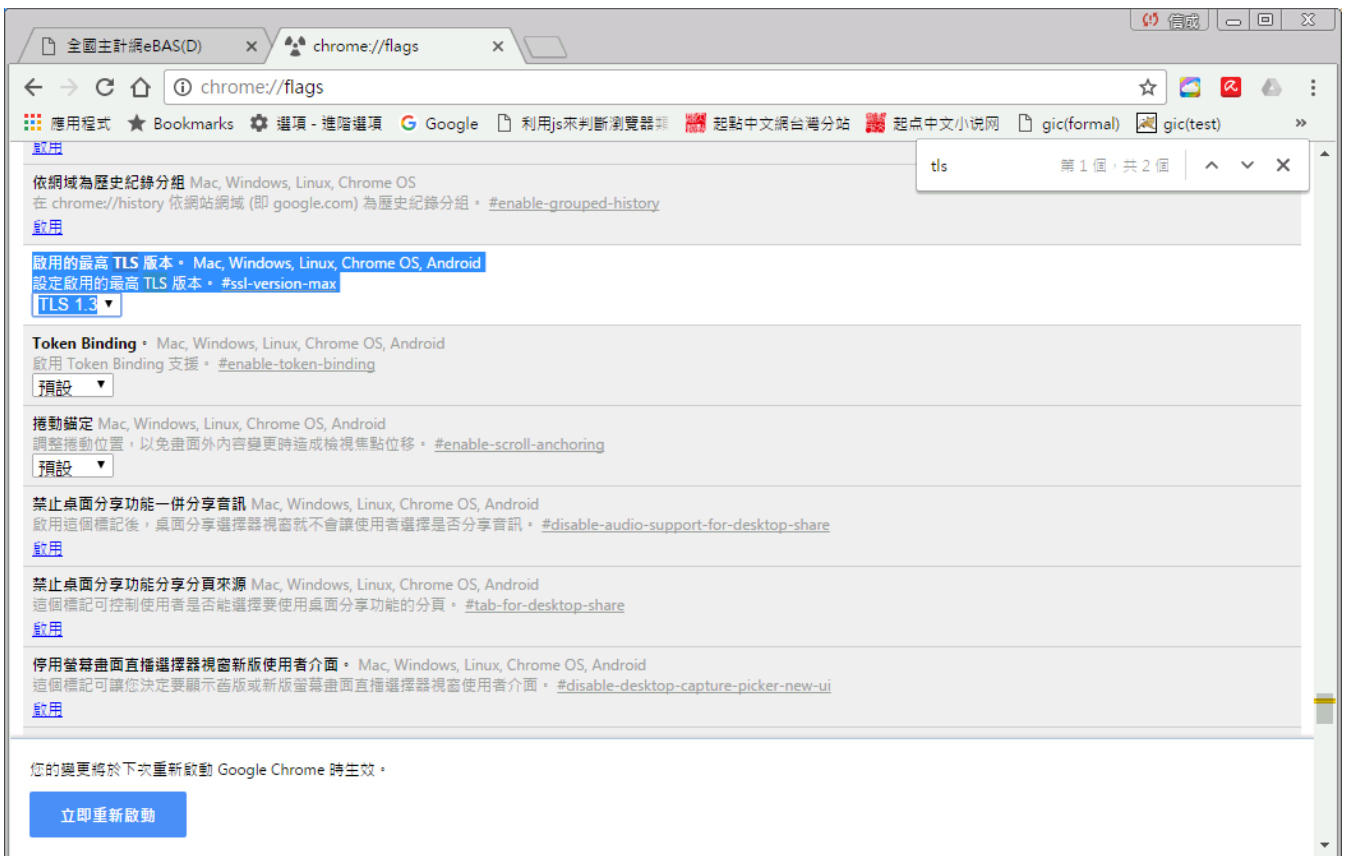 信成
全國主計網eBAS(D)
chrome://flags
chrome://flags
應用程式 Bookmarks 選項 - 進階選項 Google 利用js來判斷瀏覽器 起點中文網台灣分站 起点中文小说网 gic(formal) gic(test) »
tls 第 1 個,共 2 個
啟用
依網域為歷史紀錄分組 Mac, Windows, Linux, Chrome OS
在 chrome://history 依網站網域 (即 google.com) 為歷史紀錄分組。 #enable-grouped-history
啟用
啟用的最高 TLS 版本。 Mac, Windows, Linux, Chrome OS, Android
設定啟用的最高 TLS 版本。 #ssl-version-max
TLS 1.3
Token Binding。 Mac, Windows, Linux, Chrome OS, Android
啟用 Token Binding 支援。 #enable-token-binding
預設
捲動錨定 Mac, Windows, Linux, Chrome OS, Android
調整捲動位置,以免畫面外內容變更時造成檢視焦點位移。 #enable-scroll-anchoring
預設
禁止桌面分享功能一併分享音訊 Mac, Windows, Linux, Chrome OS, Android
啟用這個標記後,桌面分享選擇器視窗就不會讓使用者選擇是否分享音訊。 #disable-audio-support-for-desktop-share
啟用
禁止桌面分享功能分享分頁來源 Mac, Windows, Linux, Chrome OS, Android
這個標記可控制使用者是否能選擇要使用桌面分享功能的分頁。 #tab-for-desktop-share
啟用
停用螢幕畫面直播選擇器視窗新版使用者介面。 Mac, Windows, Linux, Chrome OS, Android
這個標記可讓您決定要顯示舊版或新版螢幕畫面直播選擇器視窗使用者介面。 #disable-desktop-capture-picker-new-ui
啟用
您的變更將於下次重新啟動 Google Chrome 時生效。
立即重新啟動